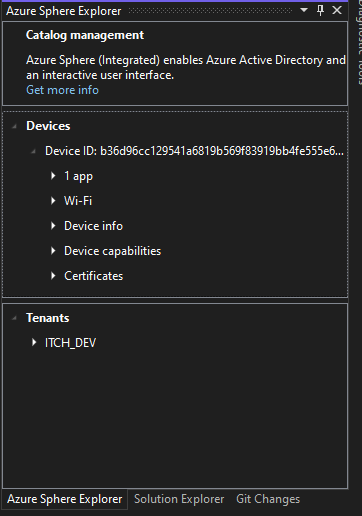 Azure Sphere Explorer
Catalog management
Azure Sphere (Integrated) enables Azure Active Directory and
an interactive user interface.
Get more info
Devices
Device ID: b36d96cc129541a6819b569f83919bb4fe555e6...
1 app
Wi-Fi
Device info
Device capabilities
Certificates
Tenants
ITCH_DEV
Azure Sphere Explorer Solution Explorer Git Changes
Diagnostic Tools